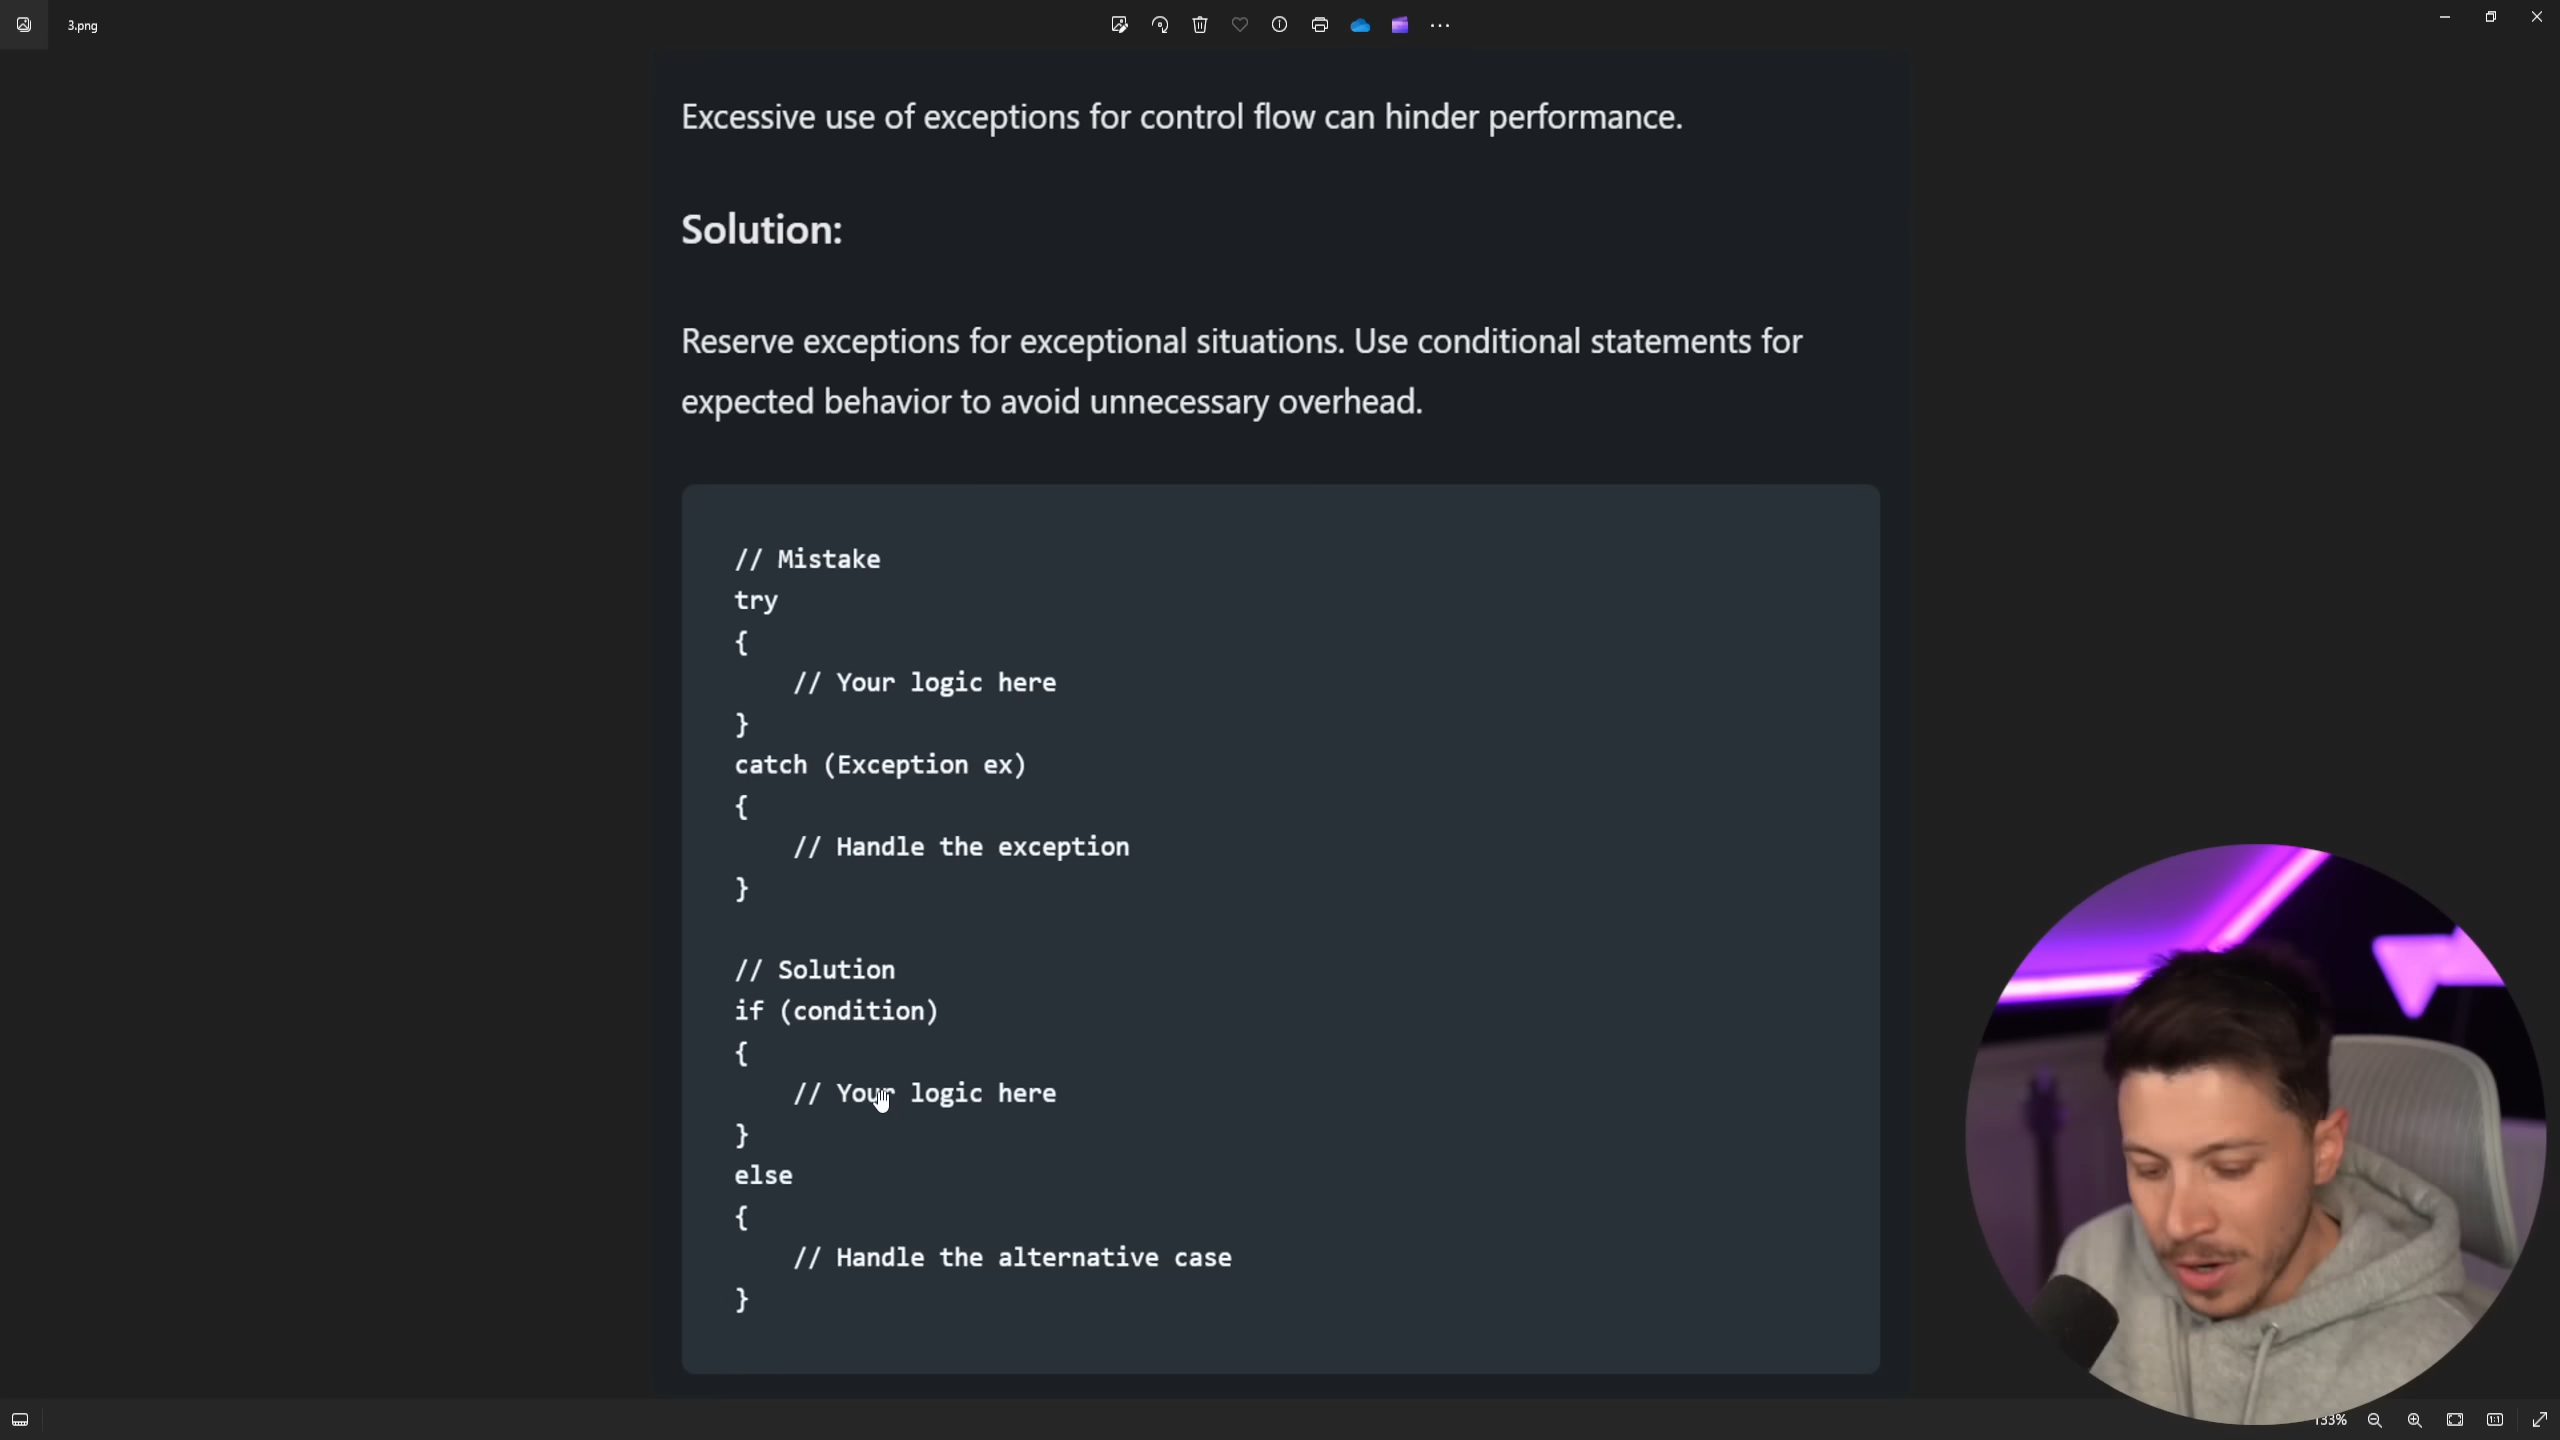 3.png
Excessive use of exceptions for control flow can hinder performance.
Solution:
Reserve exceptions for exceptional situations. Use conditional statements for
expected behavior to avoid unnecessary overhead.
// Mistake
try
{
    // Your logic here
}
catch (Exception ex)
{
    // Handle the exception
}
// Solution
if (condition)
{
    // Your logic here
}
else
{
    // Handle the alternative case
}
133%